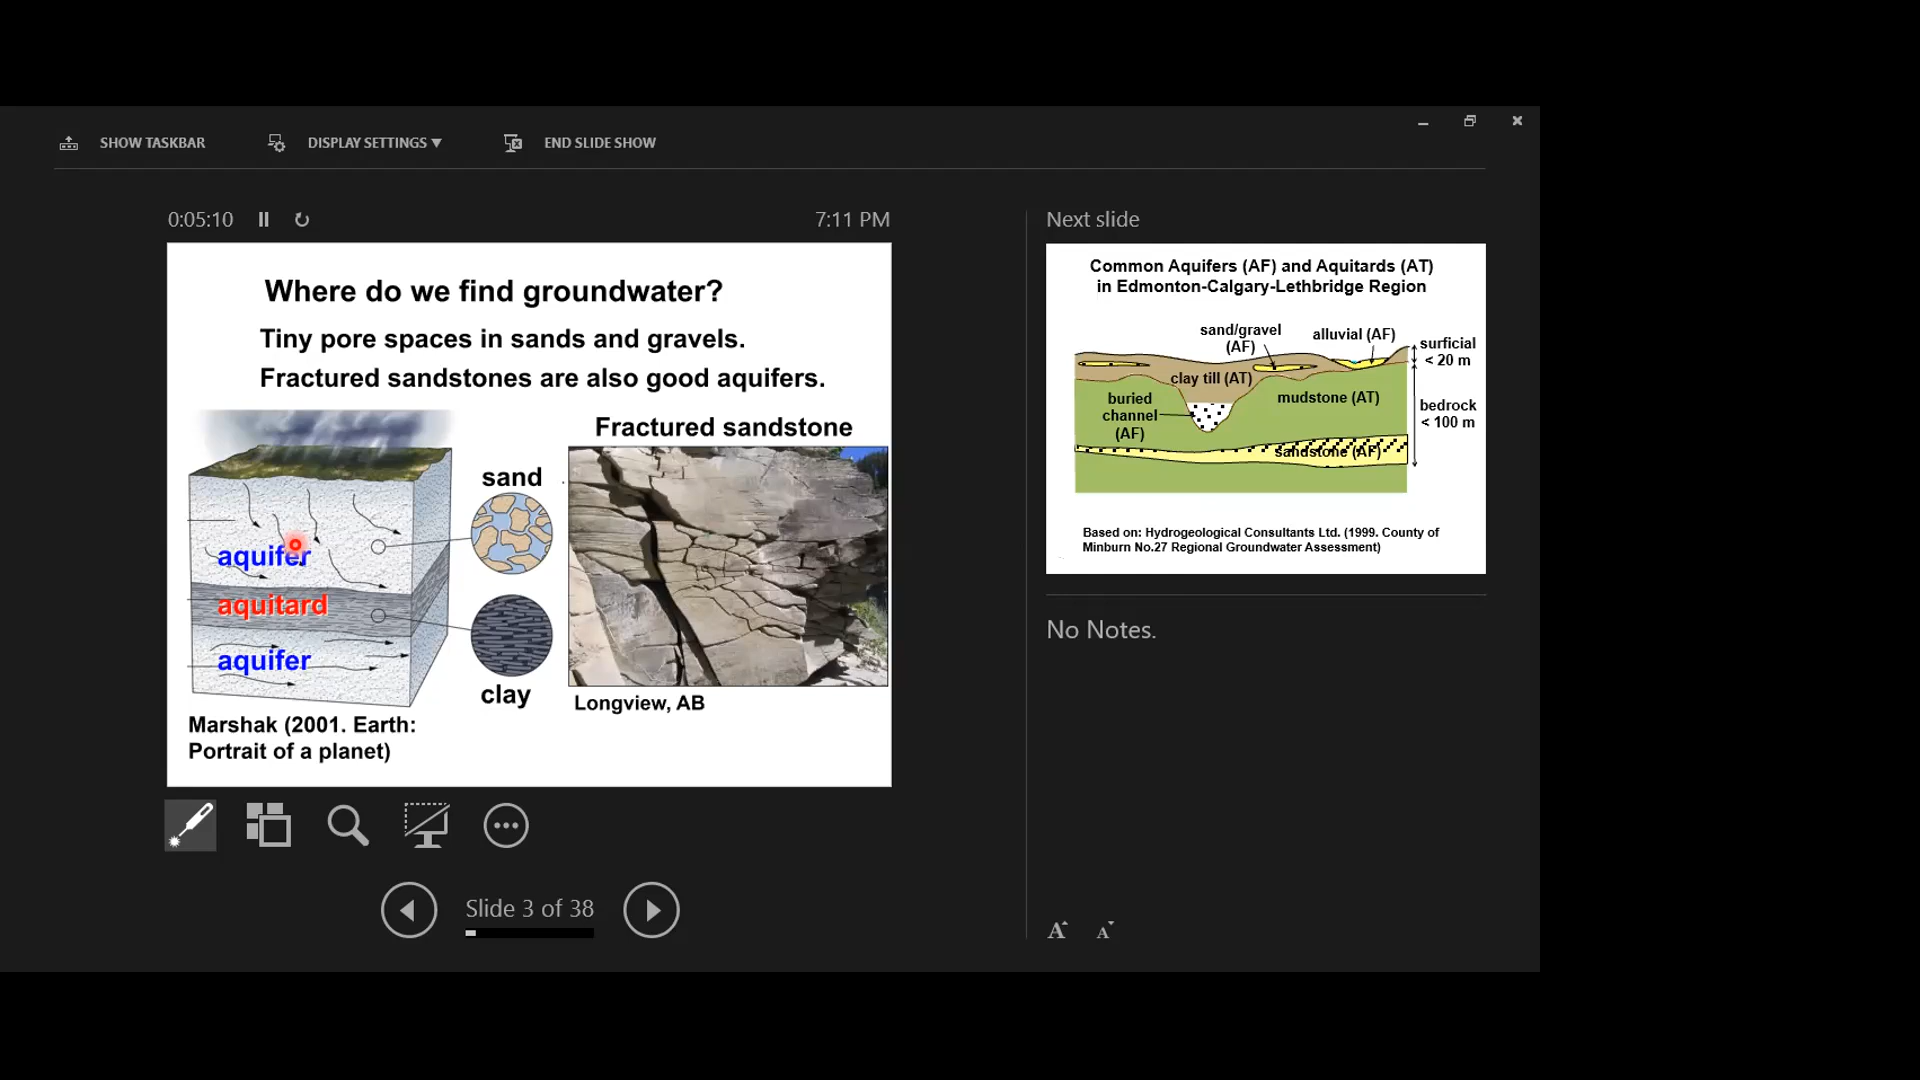 SHOW TASKBAR
DISPLAY SETTINGS
END SLIDE SHOW
0:05:10
7:11 PM
Where do we find groundwater?
Tiny pore spaces in sands and gravels.
Fractured sandstones are also good aquifers.
Fractured sandstone
sand
aquifer
aquitard
aquifer
clay
Longview, AB
Marshak (2001. Earth:
Portrait of a planet)
Slide 3 of 38
Next slide
Common Aquifers (AF) and Aquitards (AT)
in Edmonton-Calgary-Lethbridge Region
sand/gravel
(AF)
alluvial (AF)
surficial
< 20 m
clay till (AT)
buried
channel
(AF)
mudstone (AT)
bedrock
< 100 m
sandstone (AF)
Based on: Hydrogeological Consultants Ltd. (1999. County of
Minburn No.27 Regional Groundwater Assessment)
No Notes.
A A